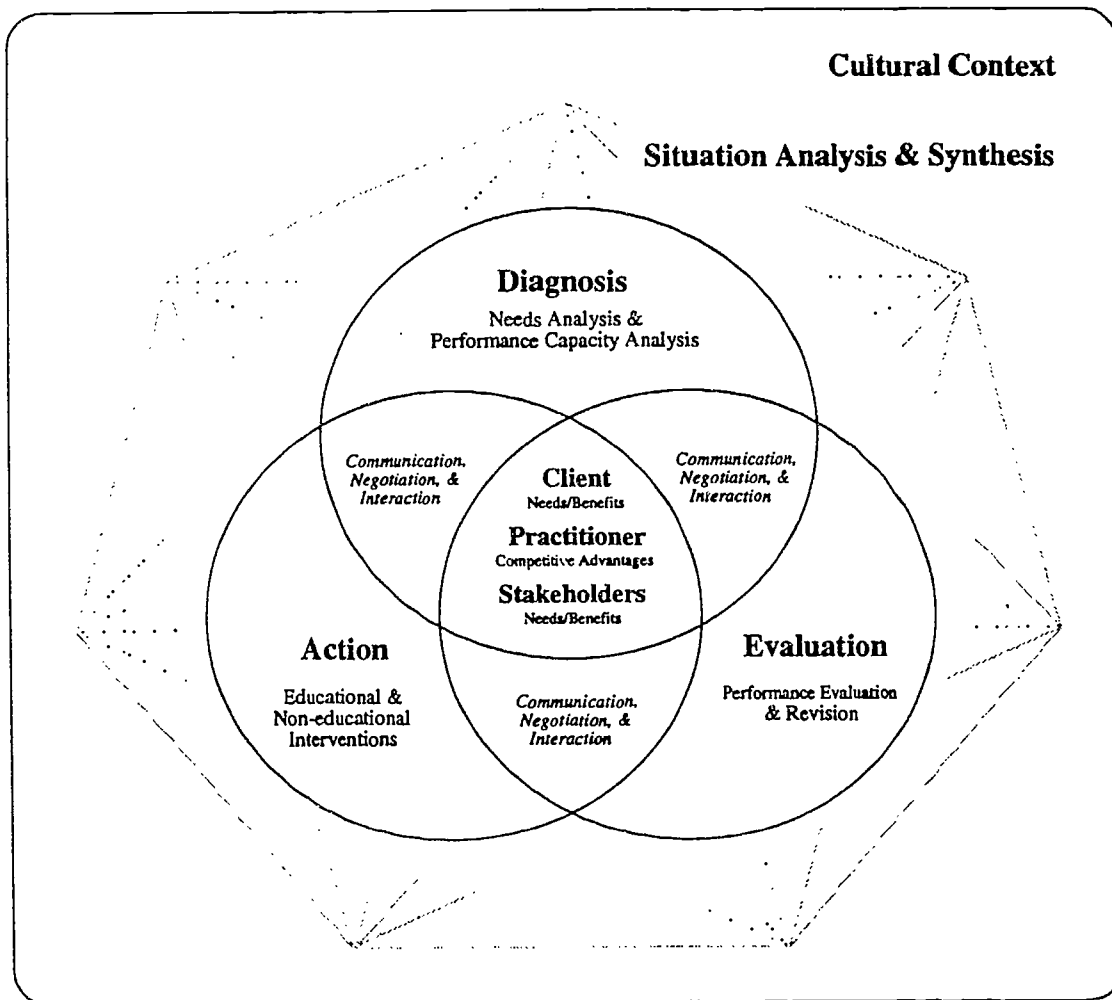 Cultural Context
Situation Analysis & Synthesis
Diagnosis
Needs Analysis &
Performance Capacity Analysis
Communication,
Negotiation, &
Interaction
Client
Needs/Benefits
Practitioner
Competitive Advantages
Stakeholders
Needs/Benefits
Communication,
Negotiation, &
Interaction
Action
Educational &
Non-educational
Interventions
Communication,
Negotiation, &
Interaction
Evaluation
Performance Evaluation
& Revision